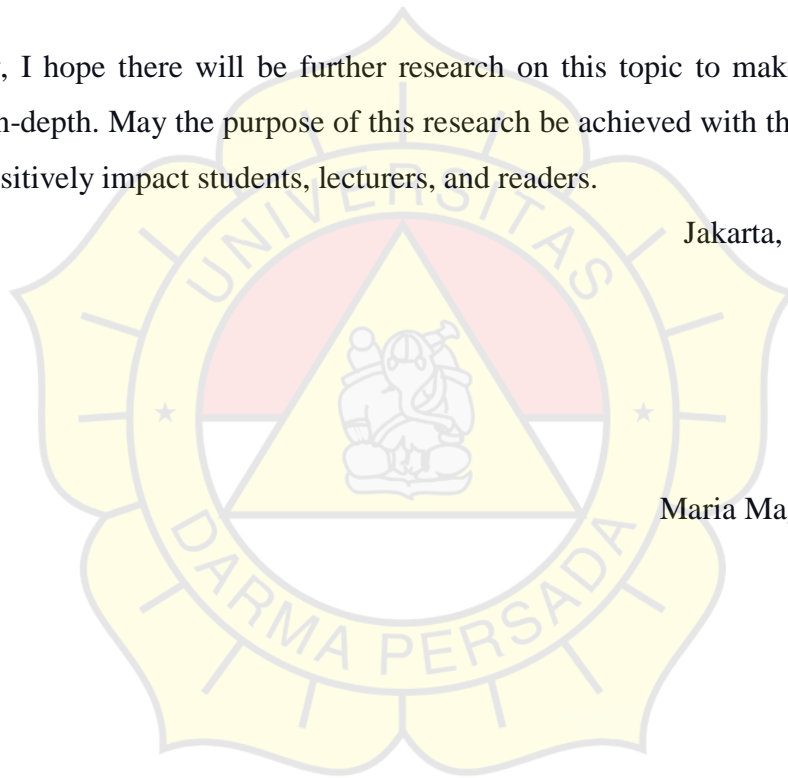 , I hope there will be further research on this topic to mak
n-depth. May the purpose of this research be achieved with th
sitively impact students, lecturers, and readers.
Jakarta,
Maria Ma
UNIVERSITAS
DARMA PERSADA